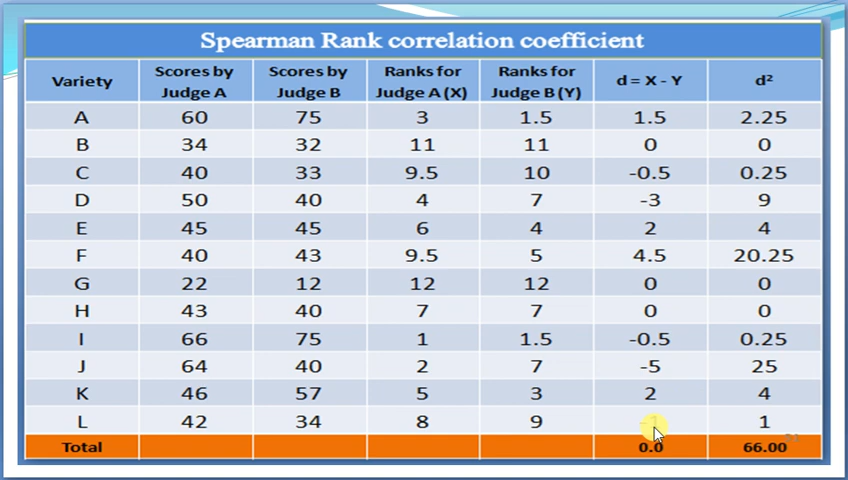 Spearman Rank correlation coefficient
Variety Scores by Judge A Scores by Judge B Ranks for Judge A (X) Ranks for Judge B (Y) d = X - Y d²
A 60 75 3 1.5 1.5 2.25
B 34 32 11 11 0 0
C 40 33 9.5 10 -0.5 0.25
D 50 40 4 7 -3 9
E 45 45 6 4 2 4
F 40 43 9.5 5 4.5 20.25
G 22 12 12 12 0 0
H 43 40 7 7 0 0
I 66 75 1 1.5 -0.5 0.25
J 64 40 2 7 -5 25
K 46 57 5 3 2 4
L 42 34 8 9 -1 1
Total 0.0 66.00